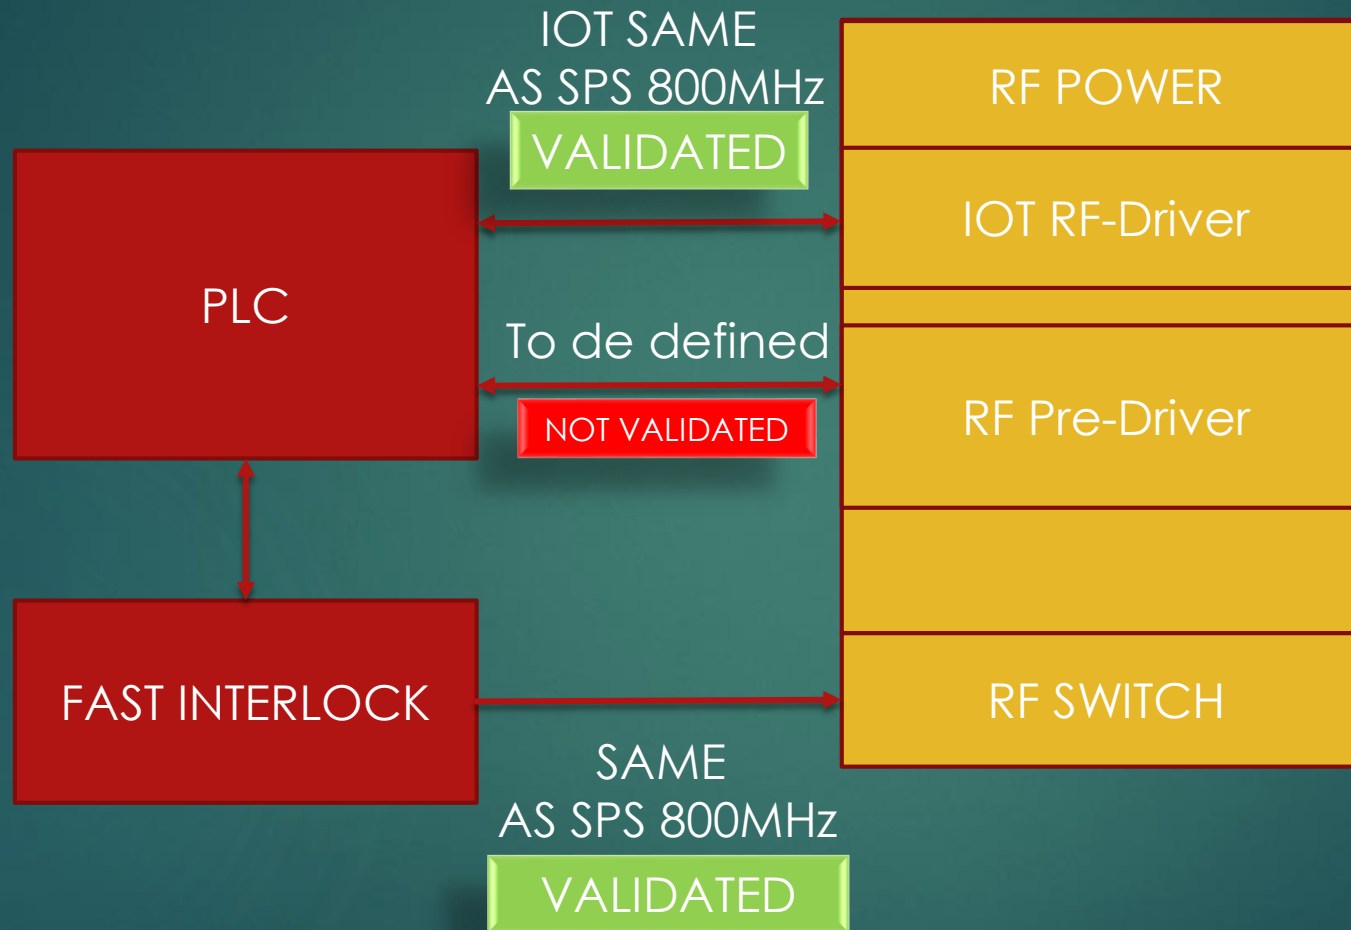 IOT SAME
AS SPS 800MHz
VALIDATED
RF POWER
IOT RF-Driver
PLC
To de defined
NOT VALIDATED
RF Pre-Driver
FAST INTERLOCK
RF SWITCH
SAME
AS SPS 800MHz
VALIDATED